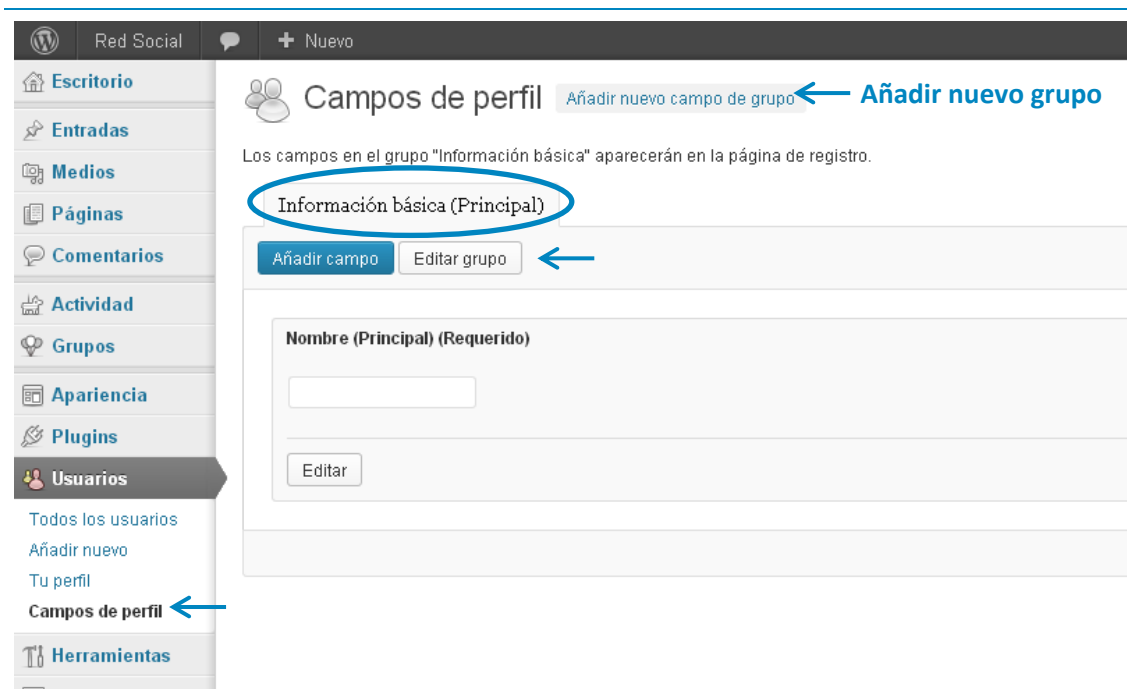 Red Social
Nuevo
Escritorio
Entradas
Medios
Páginas
Comentarios
Actividad
Grupos
Apariencia
Plugins
Usuarios
Todos los usuarios
Añadir nuevo
Tu perfil
Campos de perfil
Herramientas
Campos de perfil Añadir nuevo campo de grupo Añadir nuevo grupo
Los campos en el grupo "Información básica" aparecerán en la página de registro.
Información básica (Principal)
Añadir campo Editar grupo
Nombre (Principal) (Requerido)
Editar